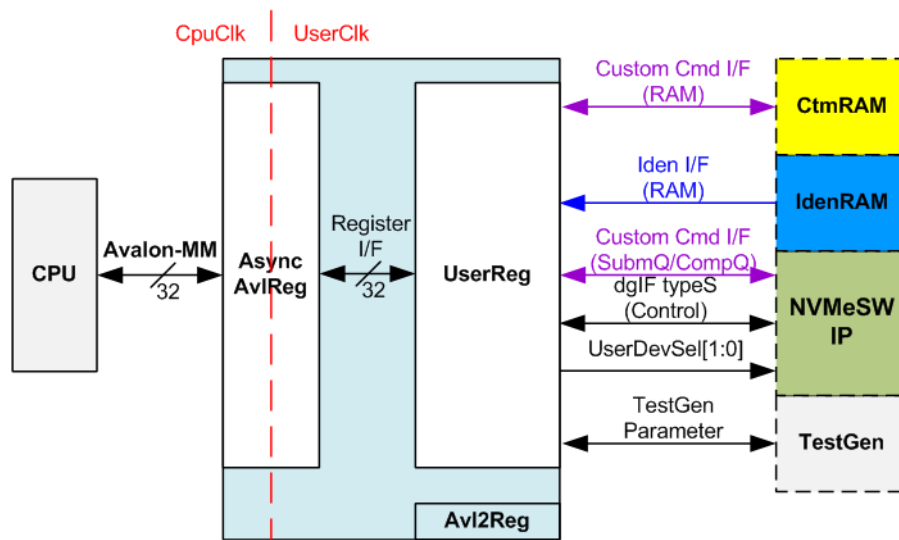 CpuClk
UserClk
CPU
Avalon-MM
32
Async
AvlReg
Register
I/F
32
UserReg
Avl2Reg
Custom Cmd I/F
(RAM)
Iden I/F
(RAM)
Custom Cmd I/F
(SubmQ/CompQ)
dgIF typeS
(Control)
UserDevSel[1:0]
TestGen
Parameter
CtmRAM
IdenRAM
NVMeSW
IP
TestGen